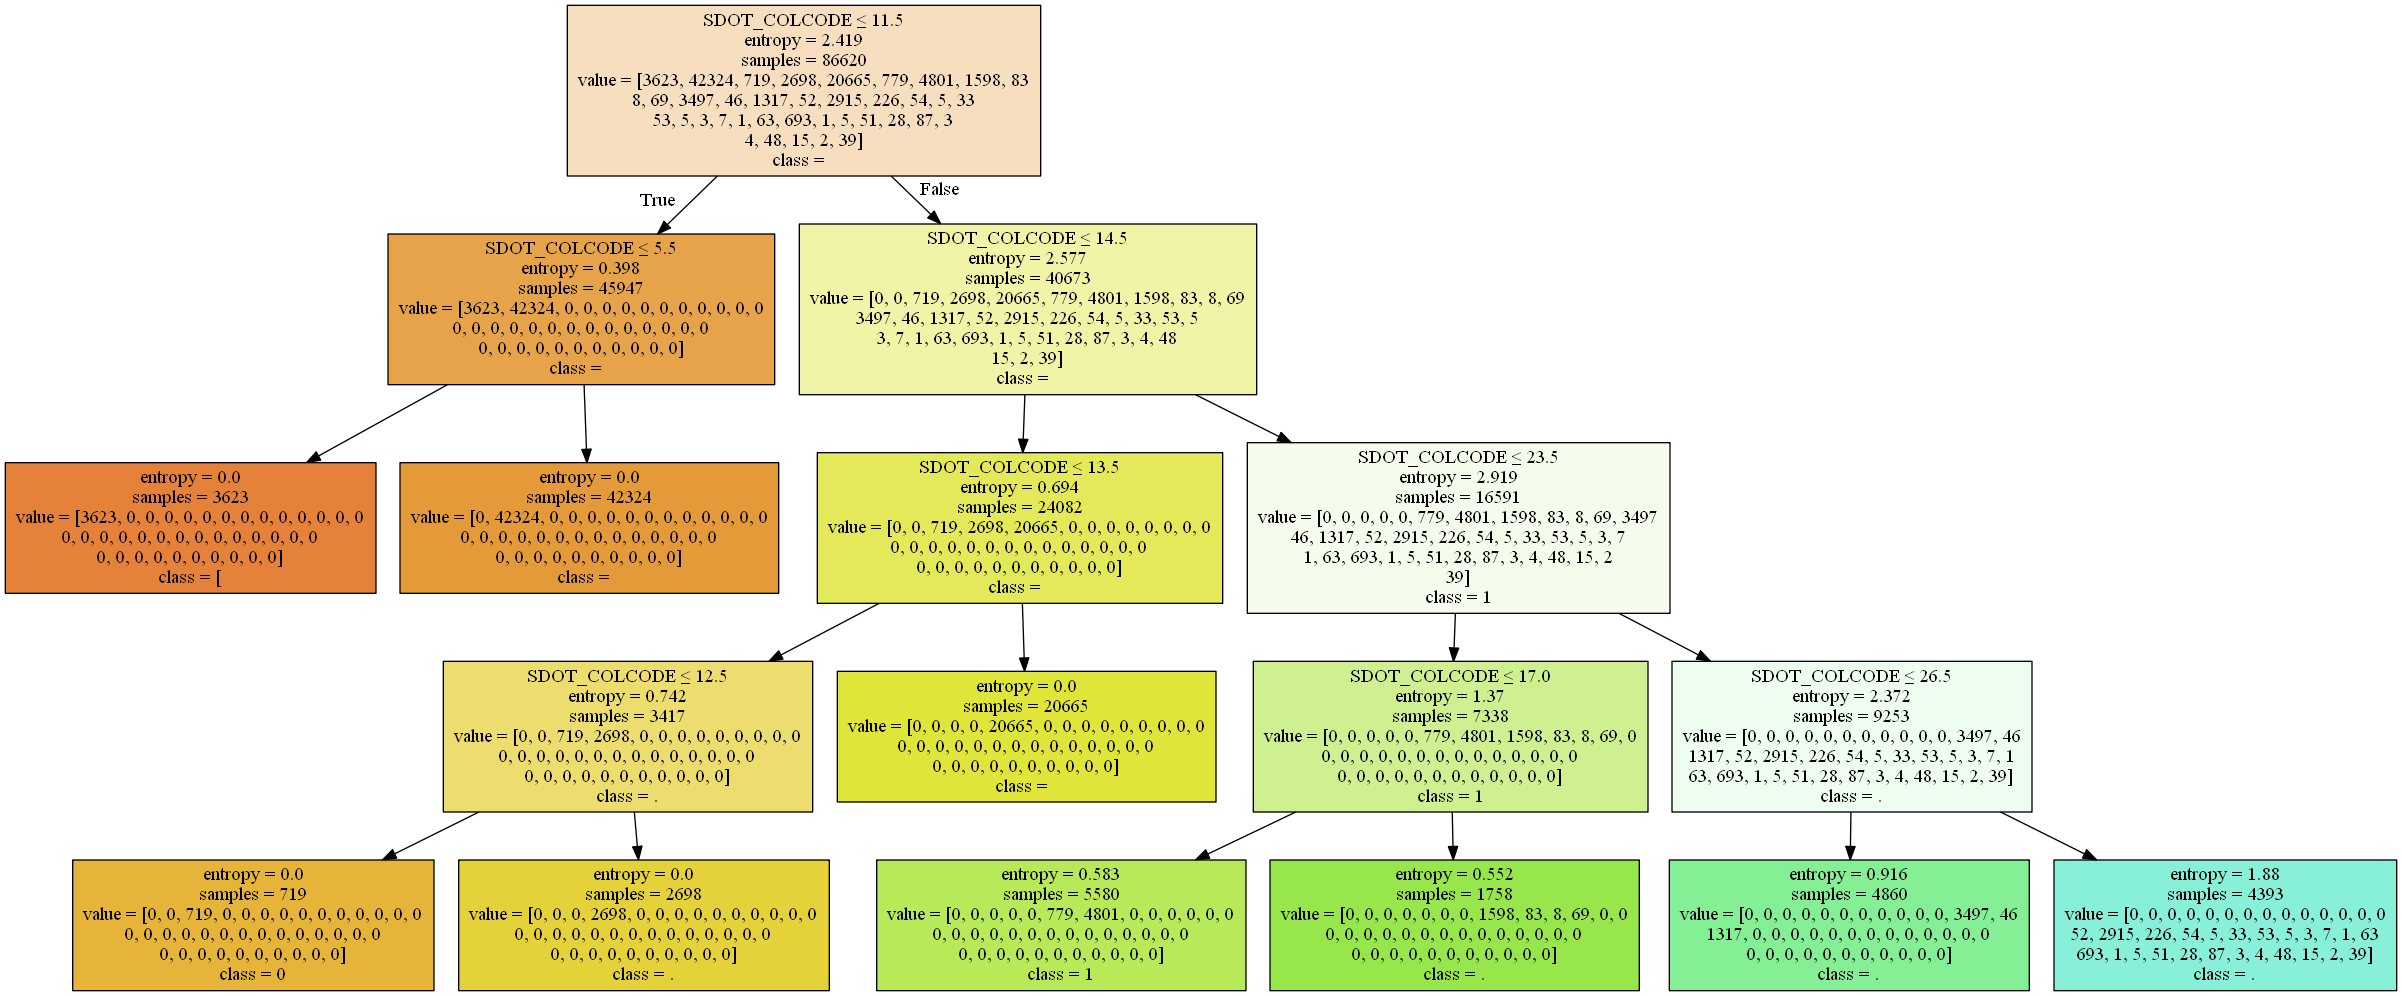 SDOT_COLCODE ≤ 11.5
entropy = 2.419
samples = 86620
value = [3623, 42324, 719, 2698, 20665, 779, 4801, 1598, 83
8, 69, 3497, 46, 1317, 52, 2915, 226, 54, 5, 33
53, 5, 3, 7, 1, 63, 693, 1, 5, 51, 28, 87, 3
4, 48, 15, 2, 39]
class =
True
False
SDOT_COLCODE ≤ 5.5
entropy = 0.398
samples = 45947
value = [3623, 42324, 0, 0, 0, 0, 0, 0, 0, 0, 0, 0, 0
0, 0, 0, 0, 0, 0, 0, 0, 0, 0, 0, 0, 0, 0
0, 0, 0, 0, 0, 0, 0, 0, 0, 0, 0]
class =
SDOT_COLCODE ≤ 14.5
entropy = 2.577
samples = 40673
value = [0, 0, 719, 2698, 20665, 779, 4801, 1598, 83, 8, 69
3497, 46, 1317, 52, 2915, 226, 54, 5, 33, 53, 5
3, 7, 1, 63, 693, 1, 5, 51, 28, 87, 3, 4, 48
15, 2, 39]
class =
entropy = 0.0
samples = 3623
value = [3623, 0, 0, 0, 0, 0, 0, 0, 0, 0, 0, 0, 0, 0
0, 0, 0, 0, 0, 0, 0, 0, 0, 0, 0, 0, 0, 0
0, 0, 0, 0, 0, 0, 0, 0, 0, 0]
class = [
entropy = 0.0
samples = 42324
value = [0, 42324, 0, 0, 0, 0, 0, 0, 0, 0, 0, 0, 0, 0
0, 0, 0, 0, 0, 0, 0, 0, 0, 0, 0, 0, 0, 0
0, 0, 0, 0, 0, 0, 0, 0, 0, 0]
class =
SDOT_COLCODE ≤ 13.5
entropy = 0.694
samples = 24082
value = [0, 0, 719, 2698, 20665, 0, 0, 0, 0, 0, 0, 0, 0
0, 0, 0, 0, 0, 0, 0, 0, 0, 0, 0, 0, 0, 0
0, 0, 0, 0, 0, 0, 0, 0, 0, 0, 0]
class =
SDOT_COLCODE ≤ 23.5
entropy = 2.919
samples = 16591
value = [0, 0, 0, 0, 0, 779, 4801, 1598, 83, 8, 69, 3497
46, 1317, 52, 2915, 226, 54, 5, 33, 53, 5, 3, 7
1, 63, 693, 1, 5, 51, 28, 87, 3, 4, 48, 15, 2
39]
class = 1
SDOT_COLCODE ≤ 12.5
entropy = 0.742
samples = 3417
value = [0, 0, 719, 2698, 0, 0, 0, 0, 0, 0, 0, 0, 0
0, 0, 0, 0, 0, 0, 0, 0, 0, 0, 0, 0, 0, 0
0, 0, 0, 0, 0, 0, 0, 0, 0, 0, 0]
class = .
entropy = 0.0
samples = 20665
value = [0, 0, 0, 0, 20665, 0, 0, 0, 0, 0, 0, 0, 0, 0
0, 0, 0, 0, 0, 0, 0, 0, 0, 0, 0, 0, 0, 0
0, 0, 0, 0, 0, 0, 0, 0, 0, 0]
class =
SDOT_COLCODE ≤ 17.0
entropy = 1.37
samples = 7338
value = [0, 0, 0, 0, 0, 779, 4801, 1598, 83, 8, 69, 0
0, 0, 0, 0, 0, 0, 0, 0, 0, 0, 0, 0, 0, 0
0, 0, 0, 0, 0, 0, 0, 0, 0, 0, 0, 0]
class = 1
SDOT_COLCODE ≤ 26.5
entropy = 2.372
samples = 9253
value = [0, 0, 0, 0, 0, 0, 0, 0, 0, 0, 0, 3497, 46
1317, 52, 2915, 226, 54, 5, 33, 53, 5, 3, 7, 1
63, 693, 1, 5, 51, 28, 87, 3, 4, 48, 15, 2, 39]
class = .
entropy = 0.0
samples = 719
value = [0, 0, 719, 0, 0, 0, 0, 0, 0, 0, 0, 0, 0, 0
0, 0, 0, 0, 0, 0, 0, 0, 0, 0, 0, 0, 0, 0
0, 0, 0, 0, 0, 0, 0, 0, 0, 0]
class = 0
entropy = 0.0
samples = 2698
value = [0, 0, 0, 2698, 0, 0, 0, 0, 0, 0, 0, 0, 0, 0
0, 0, 0, 0, 0, 0, 0, 0, 0, 0, 0, 0, 0, 0
0, 0, 0, 0, 0, 0, 0, 0, 0, 0]
class = .
entropy = 0.583
samples = 5580
value = [0, 0, 0, 0, 0, 779, 4801, 0, 0, 0, 0, 0, 0
0, 0, 0, 0, 0, 0, 0, 0, 0, 0, 0, 0, 0, 0
0, 0, 0, 0, 0, 0, 0, 0, 0, 0, 0]
class = 1
entropy = 0.552
samples = 1758
value = [0, 0, 0, 0, 0, 0, 0, 1598, 83, 8, 69, 0, 0
0, 0, 0, 0, 0, 0, 0, 0, 0, 0, 0, 0, 0, 0
0, 0, 0, 0, 0, 0, 0, 0, 0, 0, 0]
class = .
entropy = 0.916
samples = 4860
value = [0, 0, 0, 0, 0, 0, 0, 0, 0, 0, 0, 3497, 46
1317, 0, 0, 0, 0, 0, 0, 0, 0, 0, 0, 0, 0, 0
0, 0, 0, 0, 0, 0, 0, 0, 0, 0, 0]
class = .
entropy = 1.88
samples = 4393
value = [0, 0, 0, 0, 0, 0, 0, 0, 0, 0, 0, 0, 0, 0
52, 2915, 226, 54, 5, 33, 53, 5, 3, 7, 1, 63
693, 1, 5, 51, 28, 87, 3, 4, 48, 15, 2, 39]
class = .